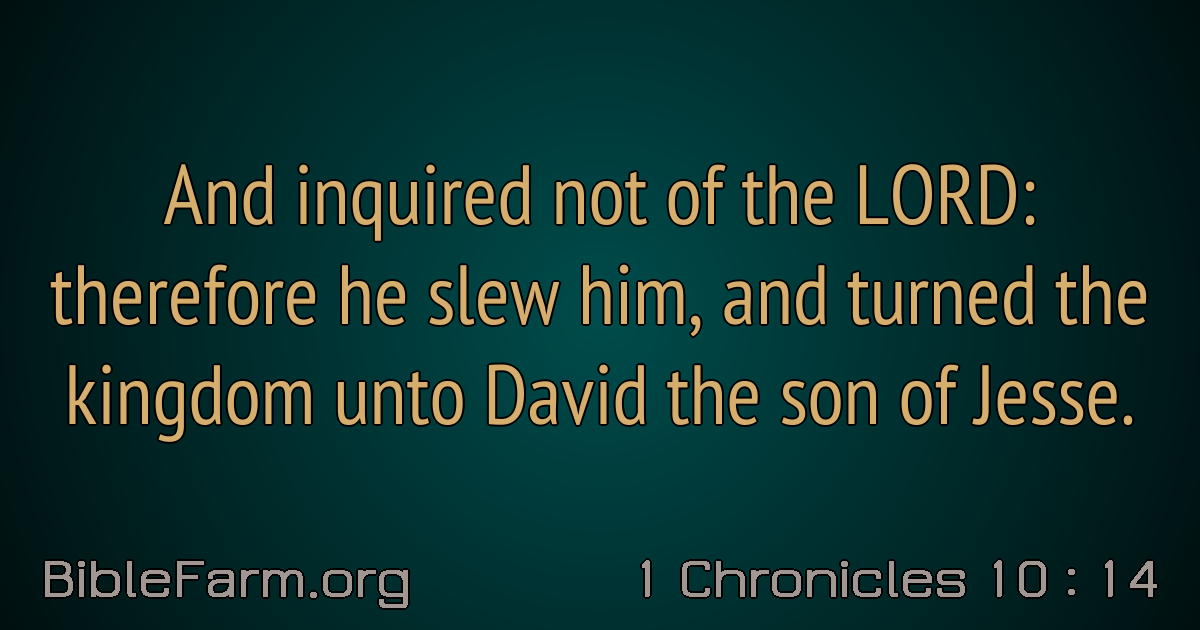 And inquired not of the LORD:
therefore he slew him, and turned the
kingdom unto David the son of Jesse.
BibleFarm.org
1 Chronicles 10 : 14